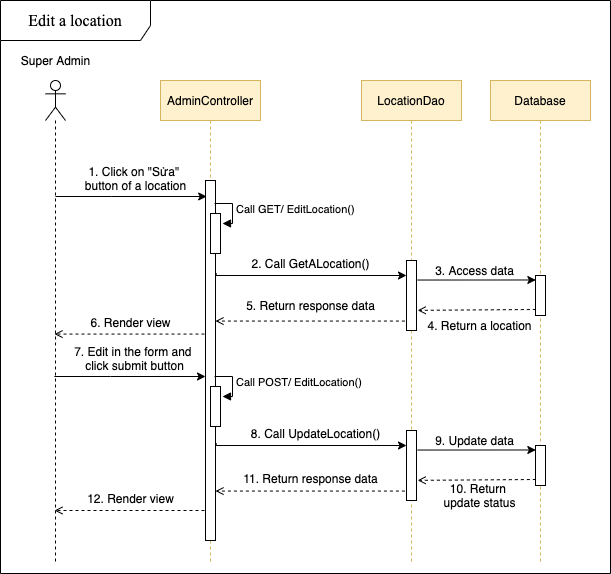 Edit a location
Super Admin
AdminController
LocationDao
Database
1. Click on "Sửa"
button of a location
Call GET/ EditLocation()
2. Call GetALocation()
3. Access data
4. Return a location
5. Return response data
6. Render view
7. Edit in the form and
click submit button
Call POST/ EditLocation()
8. Call UpdateLocation()
9. Update data
10. Return
update status
11. Return response data
12. Render view